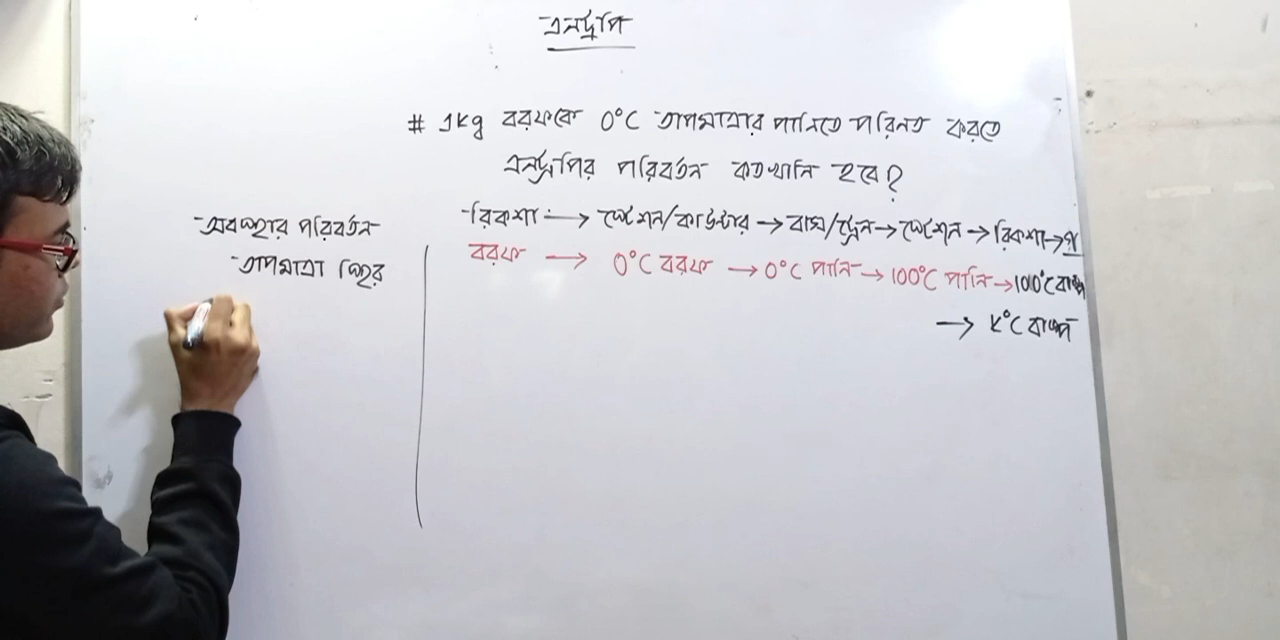 এনট্রপি
# 1kg বরফকে 0°C তাপমাত্রার পানিতে পরিনত করতে
এনট্রপির পরিবর্তন কতখানি হবে?
রিকশা → স্টেশন/কাউন্টার → বাস/ট্রেন → স্টেশন → রিকশা →
বরফ → 0°C বরফ → 0°C পানি → 100°C পানি → 100°C বাষ্প
→ K°C বাষ্প
অবস্থার পরিবর্তন
তাপমাত্রা স্থির